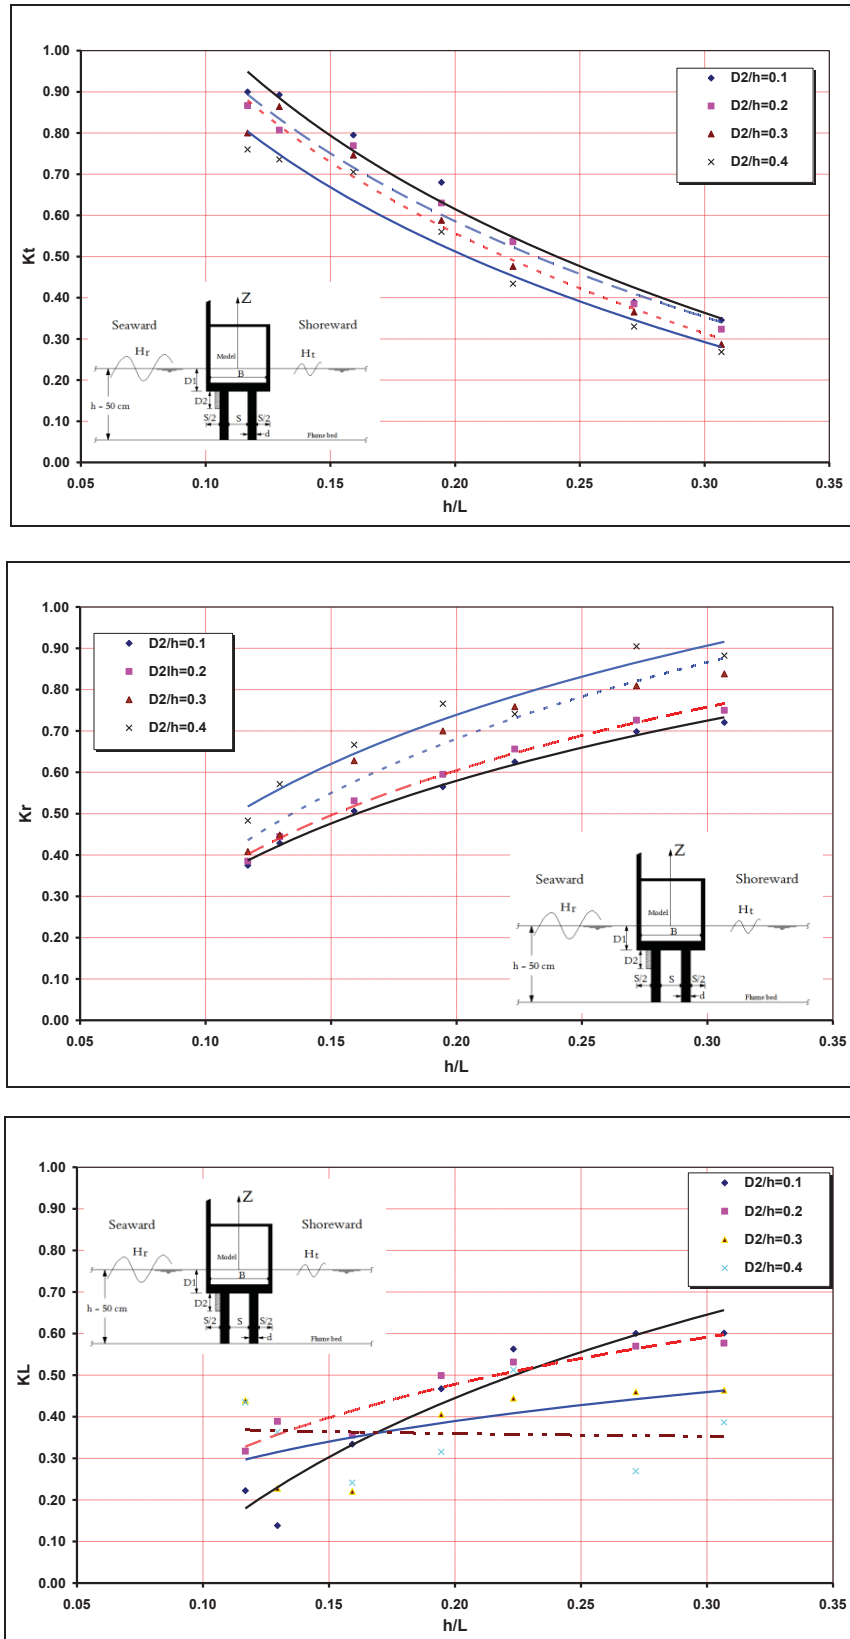 1.00
0.90
0.80
0.70
0.60
0.50
0.40
0.30
0.20
0.10
0.00
Kt
0.05 0.10 0.15 0.20 0.25 0.30 0.35
h/L
D2/h=0.1
D2/h=0.2
D2/h=0.3
D2/h=0.4
Z
Seaward Shoreward
Hr Model Ht
B
D1
D2
h = 50 cm
S/2 S S/2
d Flume bed
1.00
0.90
0.80
0.70
0.60
0.50
0.40
0.30
0.20
0.10
0.00
Kr
0.05 0.10 0.15 0.20 0.25 0.30 0.35
h/L
D2/h=0.1
D2lh=0.2
D2/h=0.3
D2/h=0.4
Z
Seaward Shoreward
Hr Model Ht
B
D1
D2
h = 50 cm
S/2 S S/2
d Flume bed
1.00
0.90
0.80
0.70
0.60
0.50
0.40
0.30
0.20
0.10
0.00
KL
0.05 0.10 0.15 0.20 0.25 0.30 0.35
h/L
D2/h=0.1
D2/h=0.2
D2/h=0.3
D2/h=0.4
Z
Seaward Shoreward
Hr Model Ht
B
D1
D2
h = 50 cm
S/2 S S/2
d Flume bed